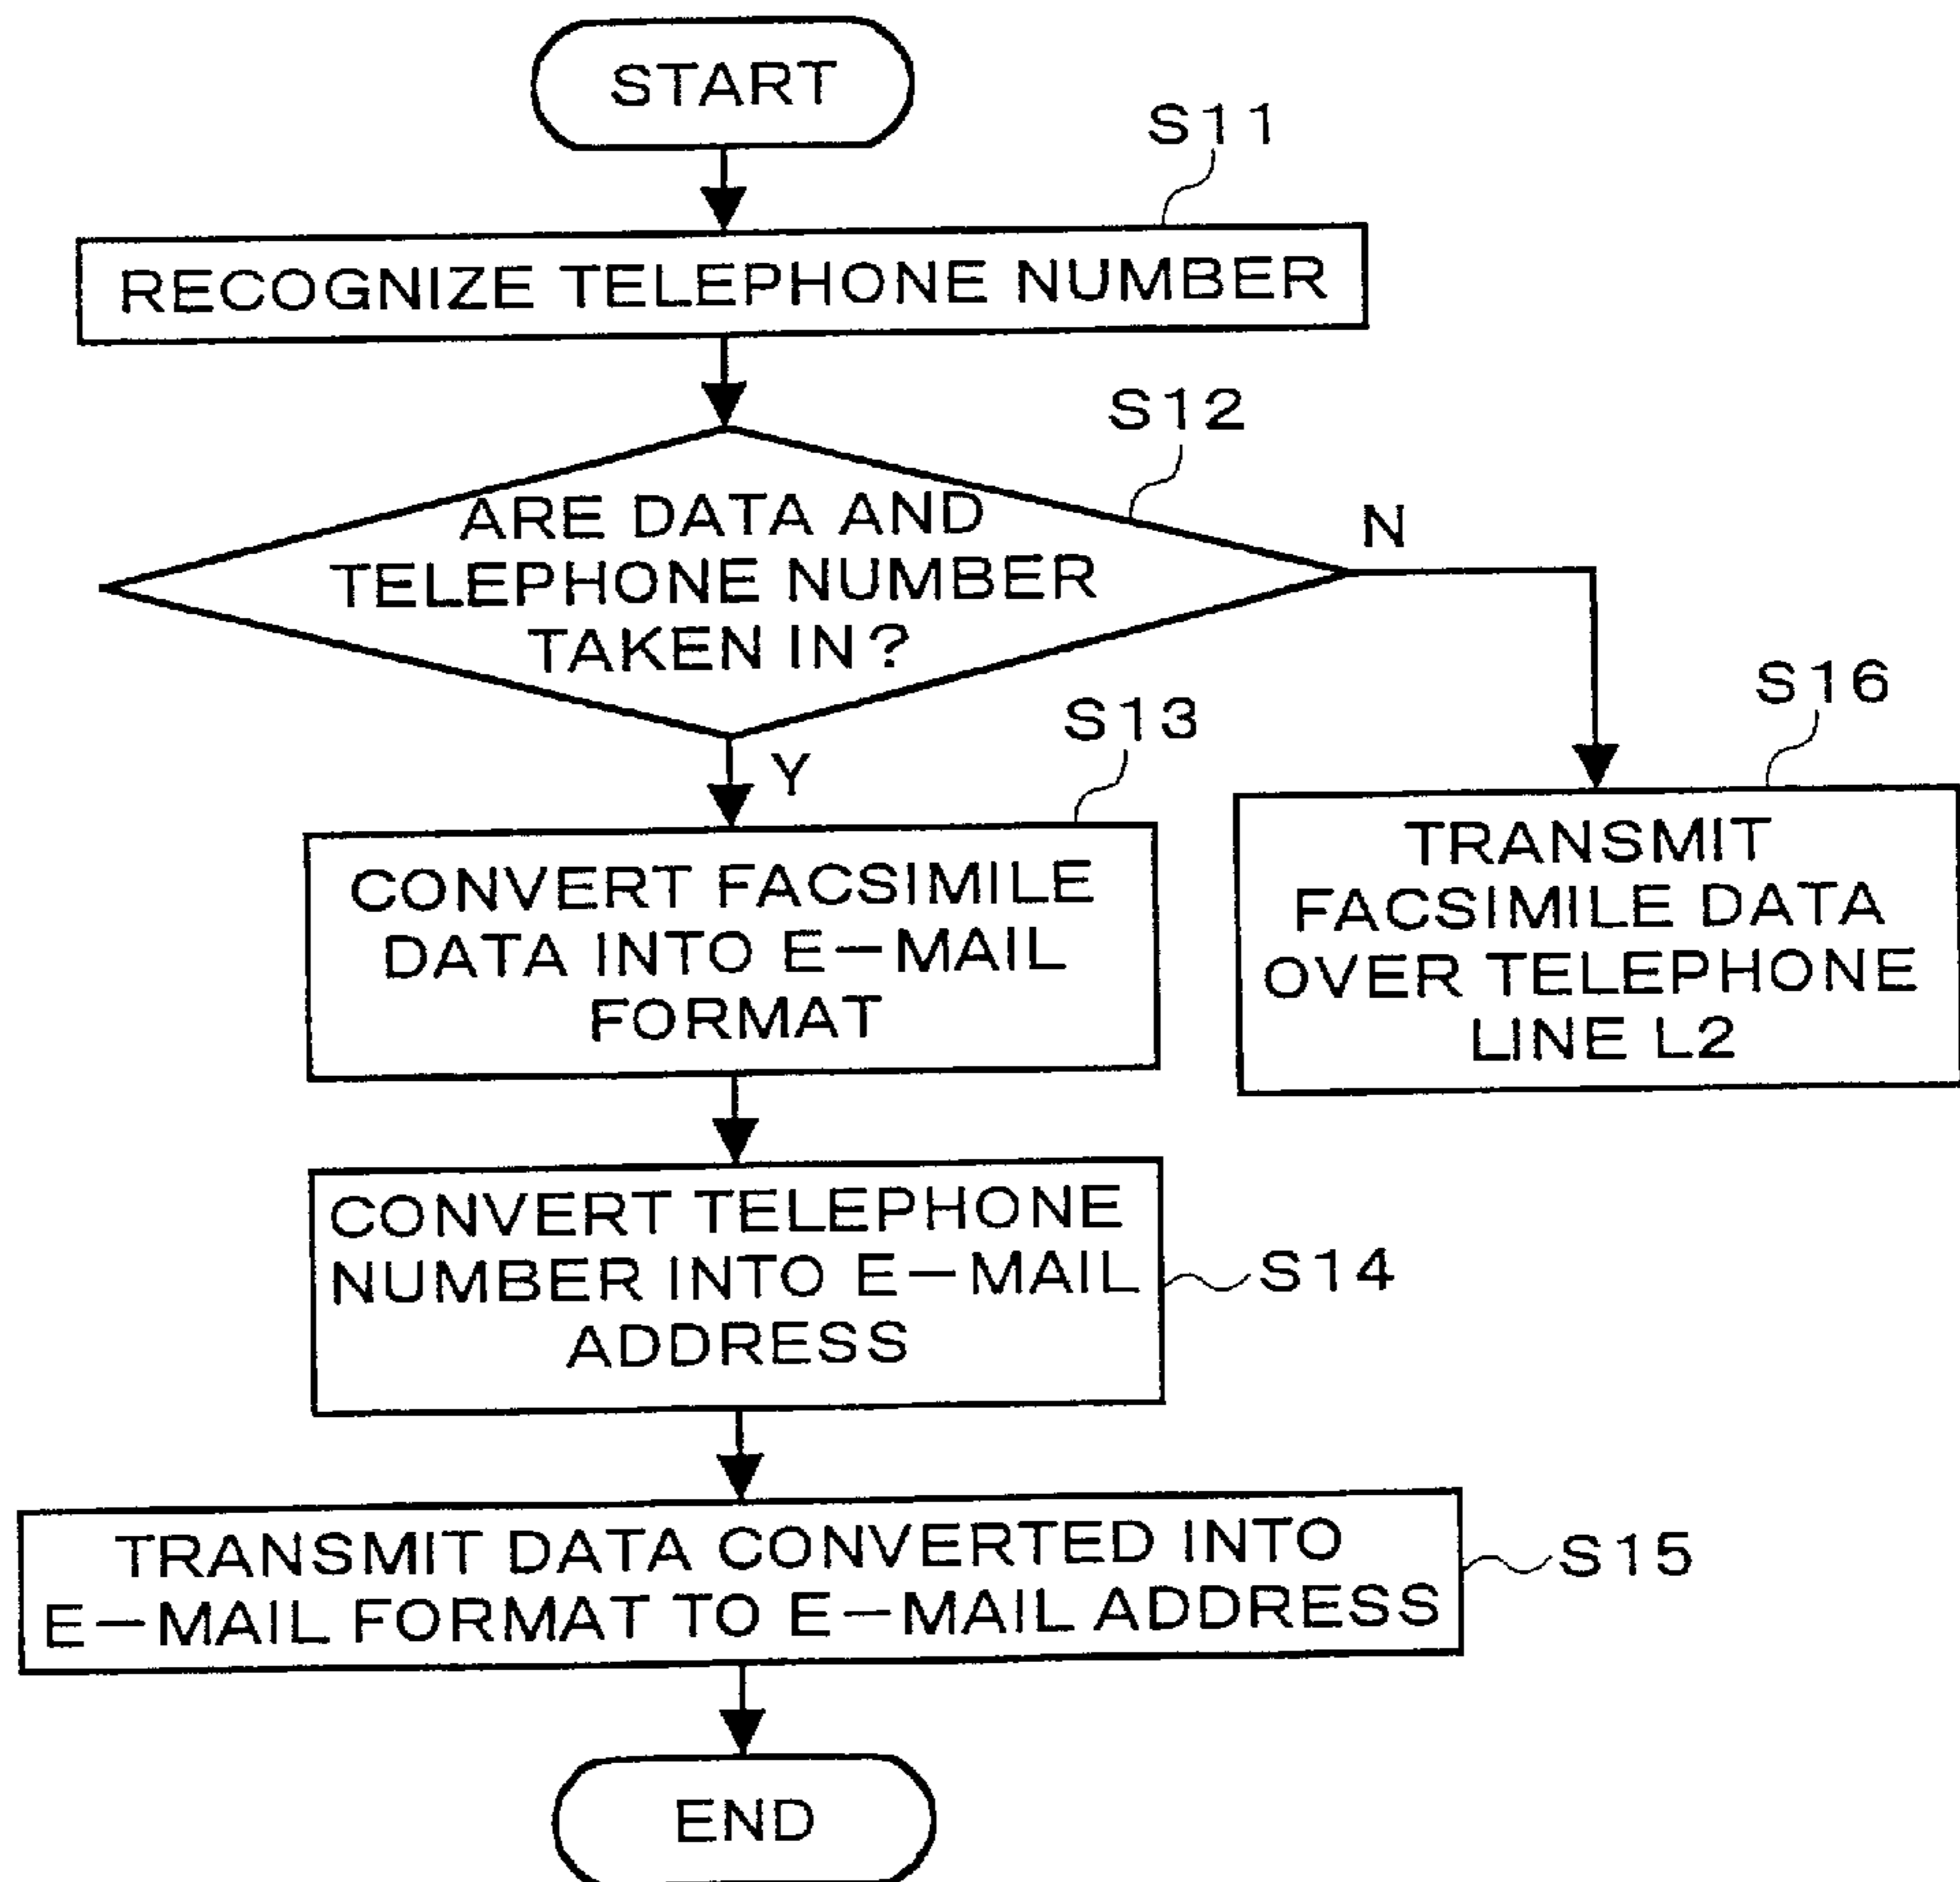 START
S11
RECOGNIZE TELEPHONE NUMBER
S12
ARE DATA AND
TELEPHONE NUMBER
TAKEN IN?
N
Y
S13
CONVERT FACSIMILE
DATA INTO E-MAIL
FORMAT
S16
TRANSMIT
FACSIMILE DATA
OVER TELEPHONE
LINE L2
CONVERT TELEPHONE
NUMBER INTO E-MAIL
ADDRESS
S14
TRANSMIT DATA CONVERTED INTO
E-MAIL FORMAT TO E-MAIL ADDRESS
S15
END